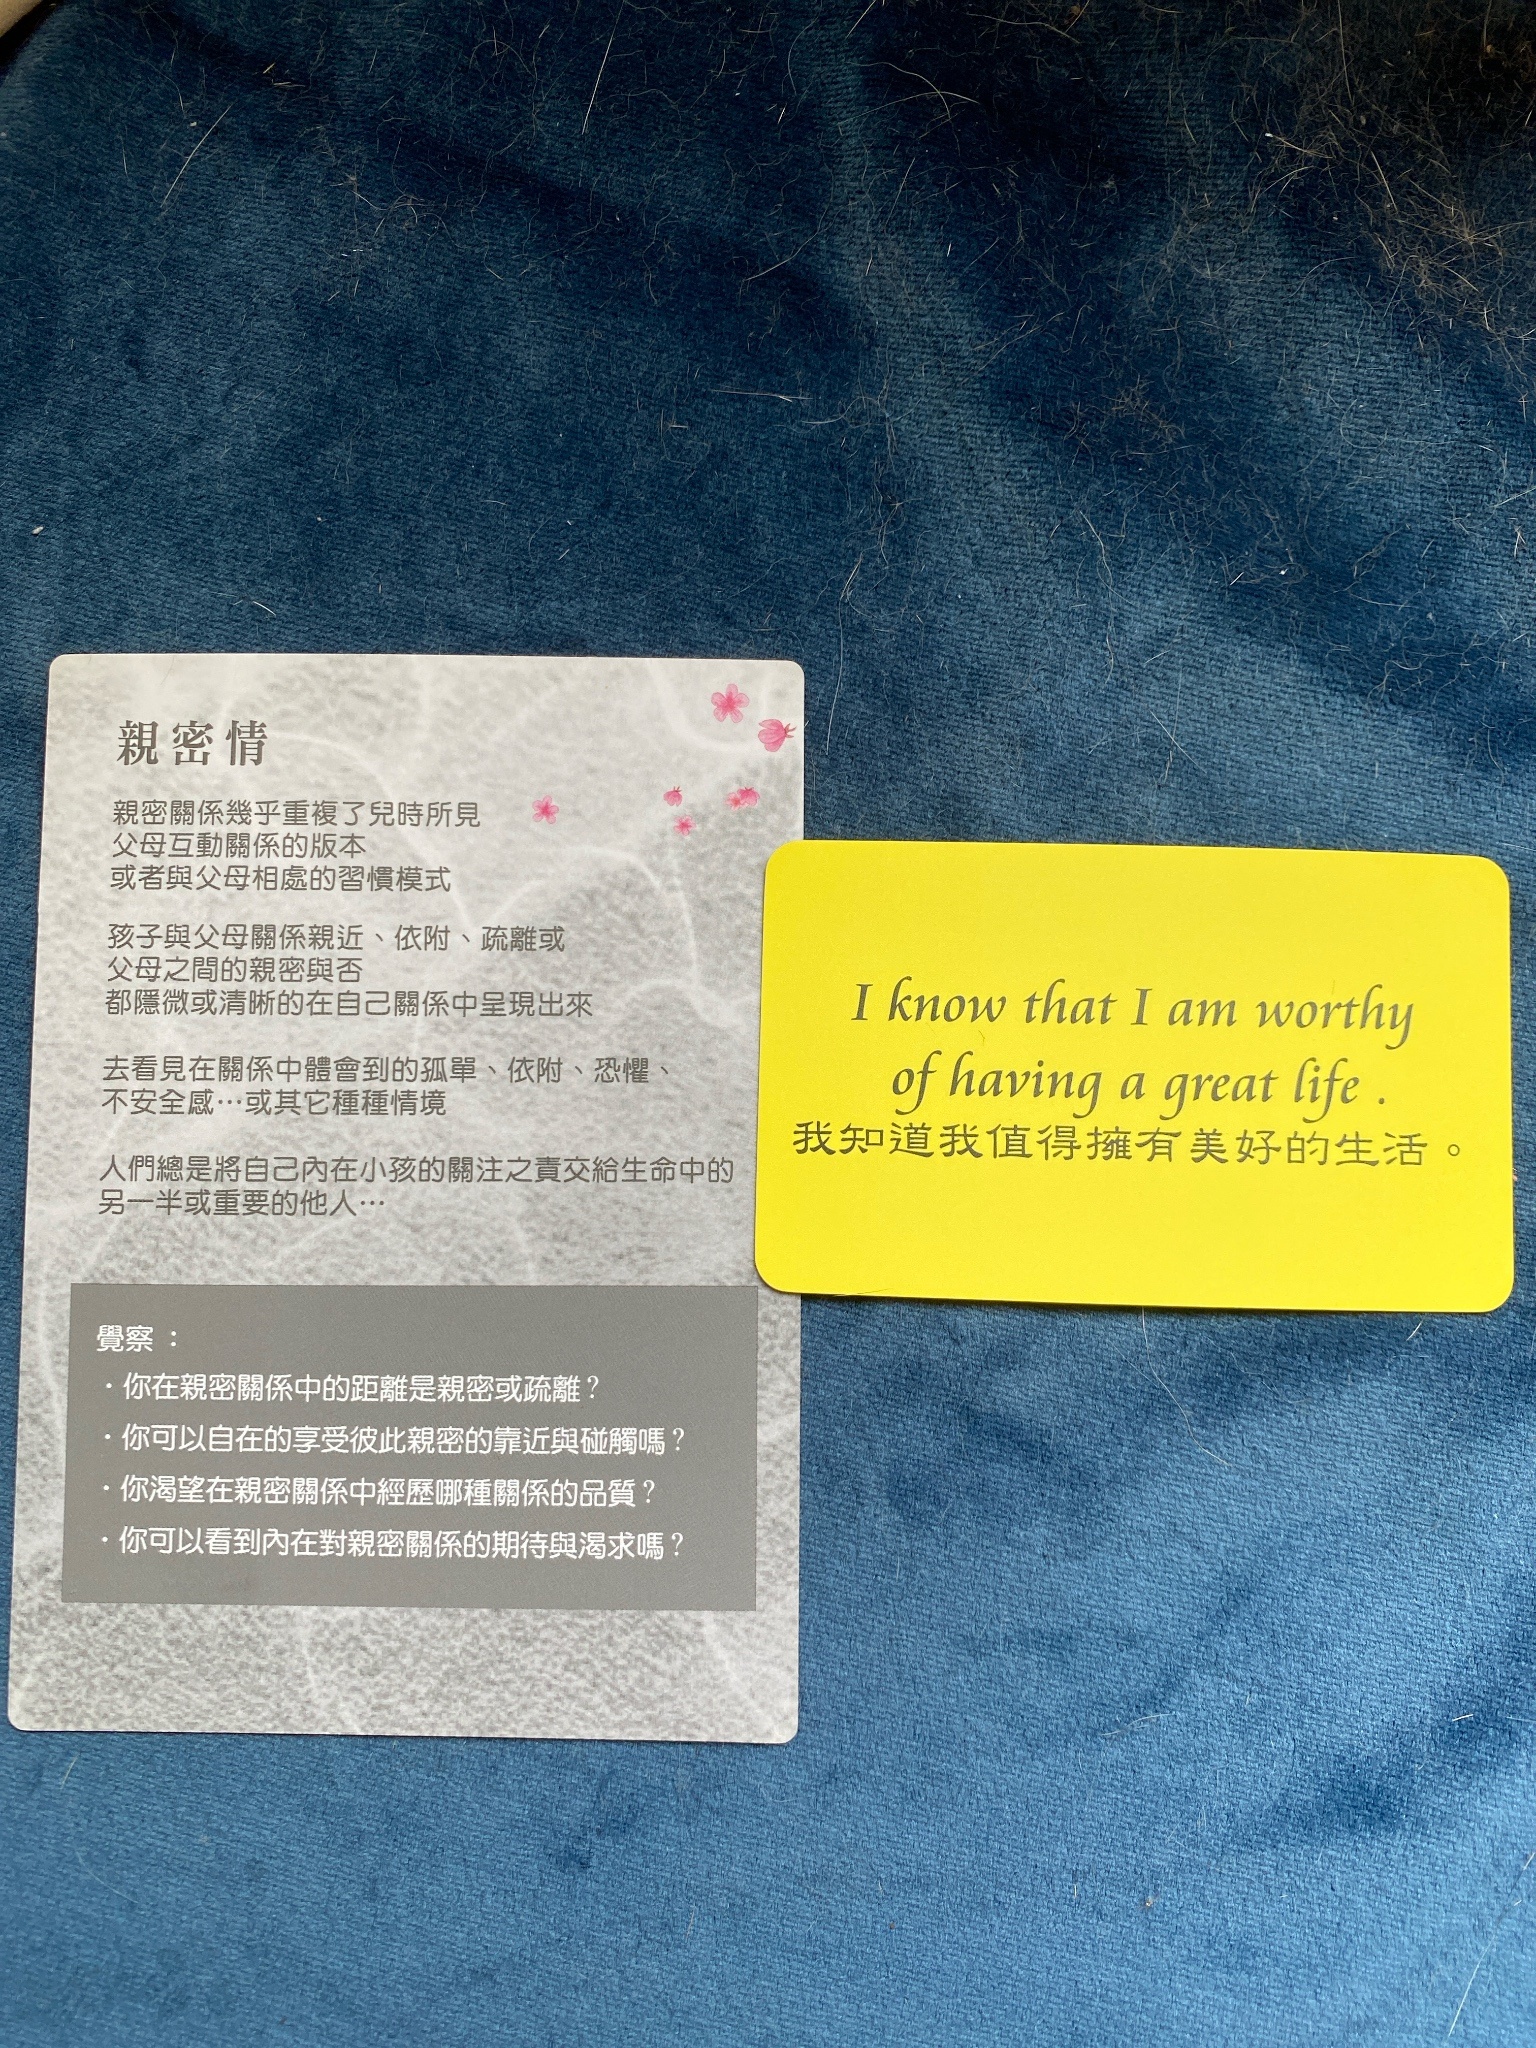 親密情
親密關係幾乎重複了兒時所見
父母互動關係的版本
或者與父母相處的習慣模式
孩子與父母關係親近、依附、疏離或
父母之間的親密與否
都隱微或清晰的在自己關係中呈現出來
去看見在關係中體會到的孤單、依附、恐懼、
不安全感…或其它種種情境
人們總是將自己內在小孩的關注之責交給生命中的
另一半或重要的他人…
覺察：
·你在親密關係中的距離是親密或疏離？
·你可以自在的享受彼此親密的靠近與碰觸嗎？
·你渴望在親密關係中經歷哪種關係的品質？
·你可以看到內在對親密關係的期待與渴求嗎？
I know that I am worthy
of having a great life .
我知道我值得擁有美好的生活。